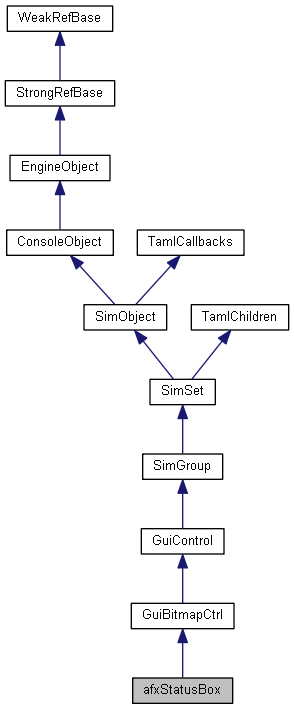 WeakRefBase
StrongRefBase
EngineObject
ConsoleObject
TamlCallbacks
SimObject
TamlChildren
SimSet
SimGroup
GuiControl
GuiBitmapCtrl
afxStatusBox